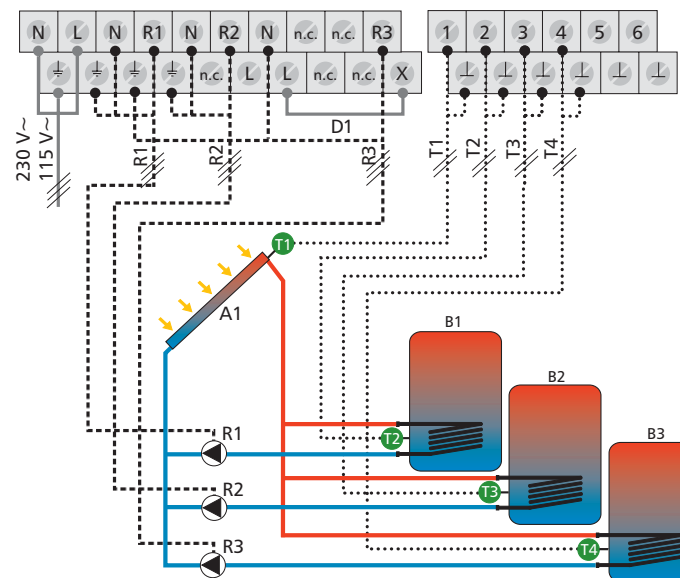 N L N R1 N R2 N n.c. n.c. R3 1 2 3 4 5 6
n.c. L L n.c. n.c. X
D1
230 V~
115 V~
R1
R2
R3
T1
T2
T3
T4
T1
A1
B1
B2
B3
R1
T2
R2
T3
R3
T4